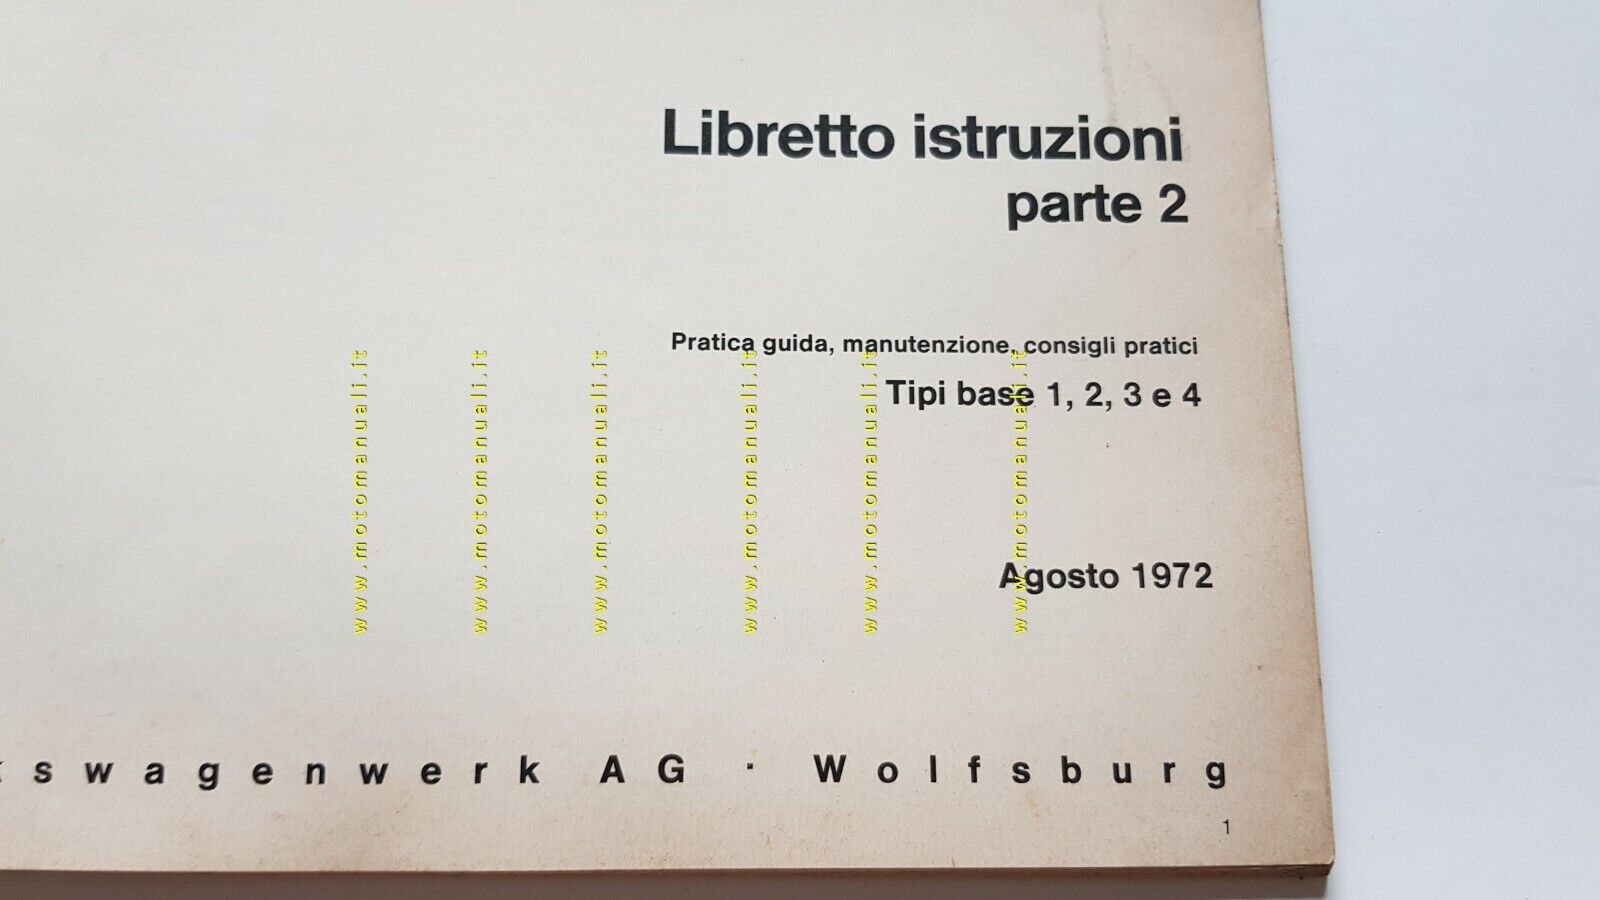 Libretto istruzioni
parte 2
Pratica guida, manutenzione, consigli pratici
Tipi base 1, 2, 3 e 4
www.motomanuali.it
www.motomanuali.it
www.motomanuali.it
www.motomanuali.it
www.motomanuali.it
www.motomanuali.it
Agosto 1972
kswagenwerk AG · Wolfsburg
1